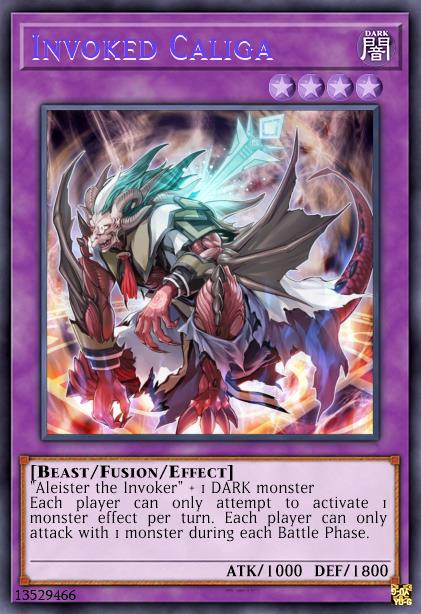 Invoked Caliga
DARK
闇
[Beast/Fusion/Effect]
"Aleister the Invoker" + 1 DARK monster
Each player can only attempt to activate 1
monster effect per turn. Each player can only
attack with 1 monster during each Battle Phase.
ATK/1000 DEF/1800
13529466